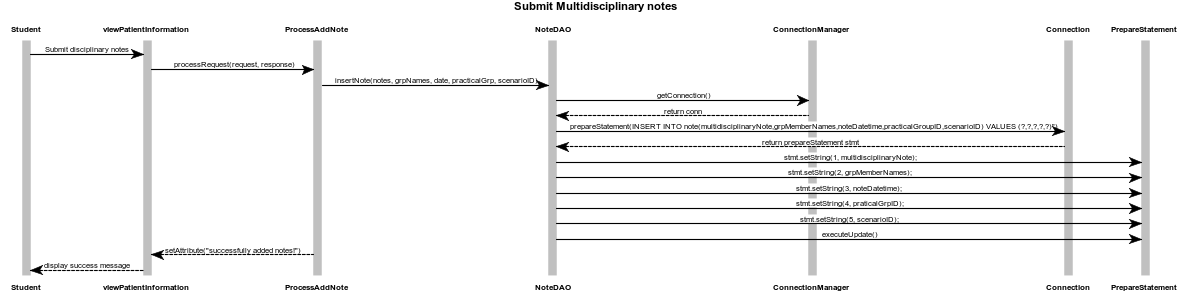 Submit Multidisciplinary notes
Student viewPatientInformation ProcessAddNote NoteDAO ConnectionManager Connection PrepareStatement
Submit disciplinary notes
processRequest(request, response)
insertNote(notes, grpNames, date, practicalGrp, scenarioID)
getConnection()
return conn
prepareStatement(INSERT INTO note(multidisciplinaryNote,grpMemberNames,noteDatetime,practicalGroupID,scenarioID) VALUES (?,?,?,?,?)$)
return prepareStatement stmt
stmt.setString(1, multidisciplinaryNote);
stmt.setString(2, grpMemberNames);
stmt.setString(3, noteDatetime);
stmt.setString(4, praticalGrpID);
stmt.setString(5, scenarioID);
executeUpdate()
setAttribute("successfully added notes!")
display success message
Student viewPatientInformation ProcessAddNote NoteDAO ConnectionManager Connection PrepareStatement